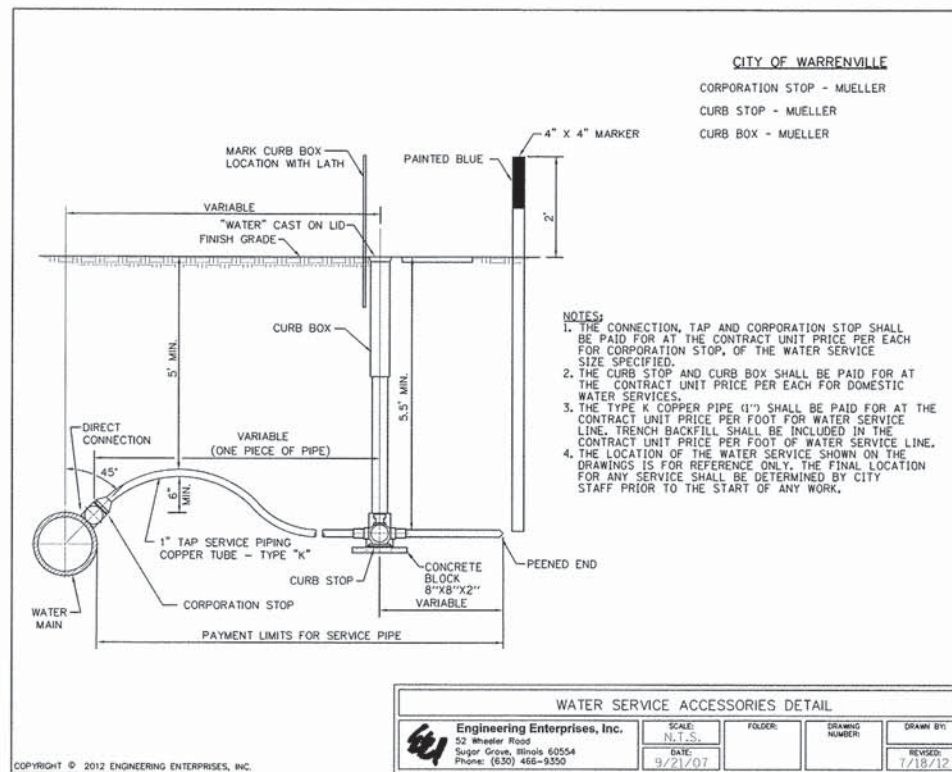 CITY OF WARRENVILLE
CORPORATION STOP - MUELLER
CURB STOP - MUELLER
CURB BOX - MUELLER
4" X 4" MARKER
MARK CURB BOX
LOCATION WITH LATH
PAINTED BLUE
VARIABLE
2'
"WATER" CAST ON LID
FINISH GRADE
CURB BOX
5' MIN.
5.5' MIN.
NOTES:
1. THE CONNECTION, TAP AND CORPORATION STOP SHALL
BE PAID FOR AT THE CONTRACT UNIT PRICE PER EACH
FOR CORPORATION STOP, OF THE WATER SERVICE
SIZE SPECIFIED.
2. THE CURB STOP AND CURB BOX SHALL BE PAID FOR AT
THE CONTRACT UNIT PRICE PER EACH FOR DOMESTIC
WATER SERVICES.
3. THE TYPE K COPPER PIPE (1") SHALL BE PAID FOR AT THE
CONTRACT UNIT PRICE PER FOOT FOR WATER SERVICE
LINE. TRENCH BACKFILL SHALL BE INCLUDED IN THE
CONTRACT UNIT PRICE PER FOOT OF WATER SERVICE LINE.
4. THE LOCATION OF THE WATER SERVICE SHOWN ON THE
DRAWINGS IS FOR REFERENCE ONLY. THE FINAL LOCATION
FOR ANY SERVICE SHALL BE DETERMINED BY CITY
STAFF PRIOR TO THE START OF ANY WORK.
DIRECT
CONNECTION
VARIABLE
(ONE PIECE OF PIPE)
45°
6"
MIN.
1" TAP SERVICE PIPING
COPPER TUBE - TYPE "K"
CURB STOP
CONCRETE
BLOCK
8"X8"X2"
PEENED END
VARIABLE
CORPORATION STOP
WATER
MAIN
PAYMENT LIMITS FOR SERVICE PIPE
WATER SERVICE ACCESSORIES DETAIL
Engineering Enterprises, Inc.
52 Wheeler Road
Sugar Grove, Illinois 60554
Phone: (630) 466-9350
SCALE:
N.T.S.
DATE:
9/21/07
FOLDER:
DRAWING
NUMBER:
DRAWN BY:
REVISED:
7/18/12
COPYRIGHT © 2012 ENGINEERING ENTERPRISES, INC.